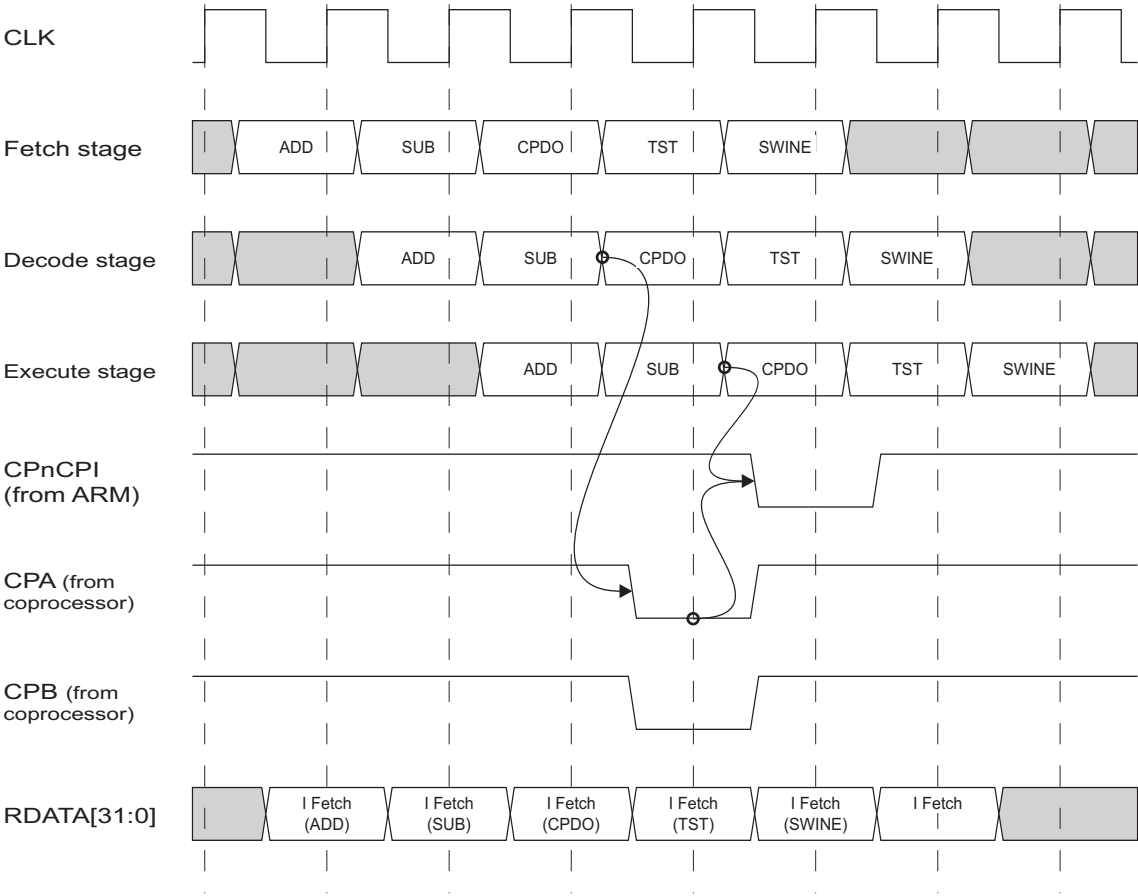 CLK
Fetch stage
ADD
SUB
CPDO
TST
SWINE
Decode stage
ADD
SUB
CPDO
TST
SWINE
Execute stage
ADD
SUB
CPDO
TST
SWINE
CPnCPI
(from ARM)
CPA (from
coprocessor)
CPB (from
coprocessor)
RDATA[31:0]
I Fetch
(ADD)
I Fetch
(SUB)
I Fetch
(CPDO)
I Fetch
(TST)
I Fetch
(SWINE)
I Fetch